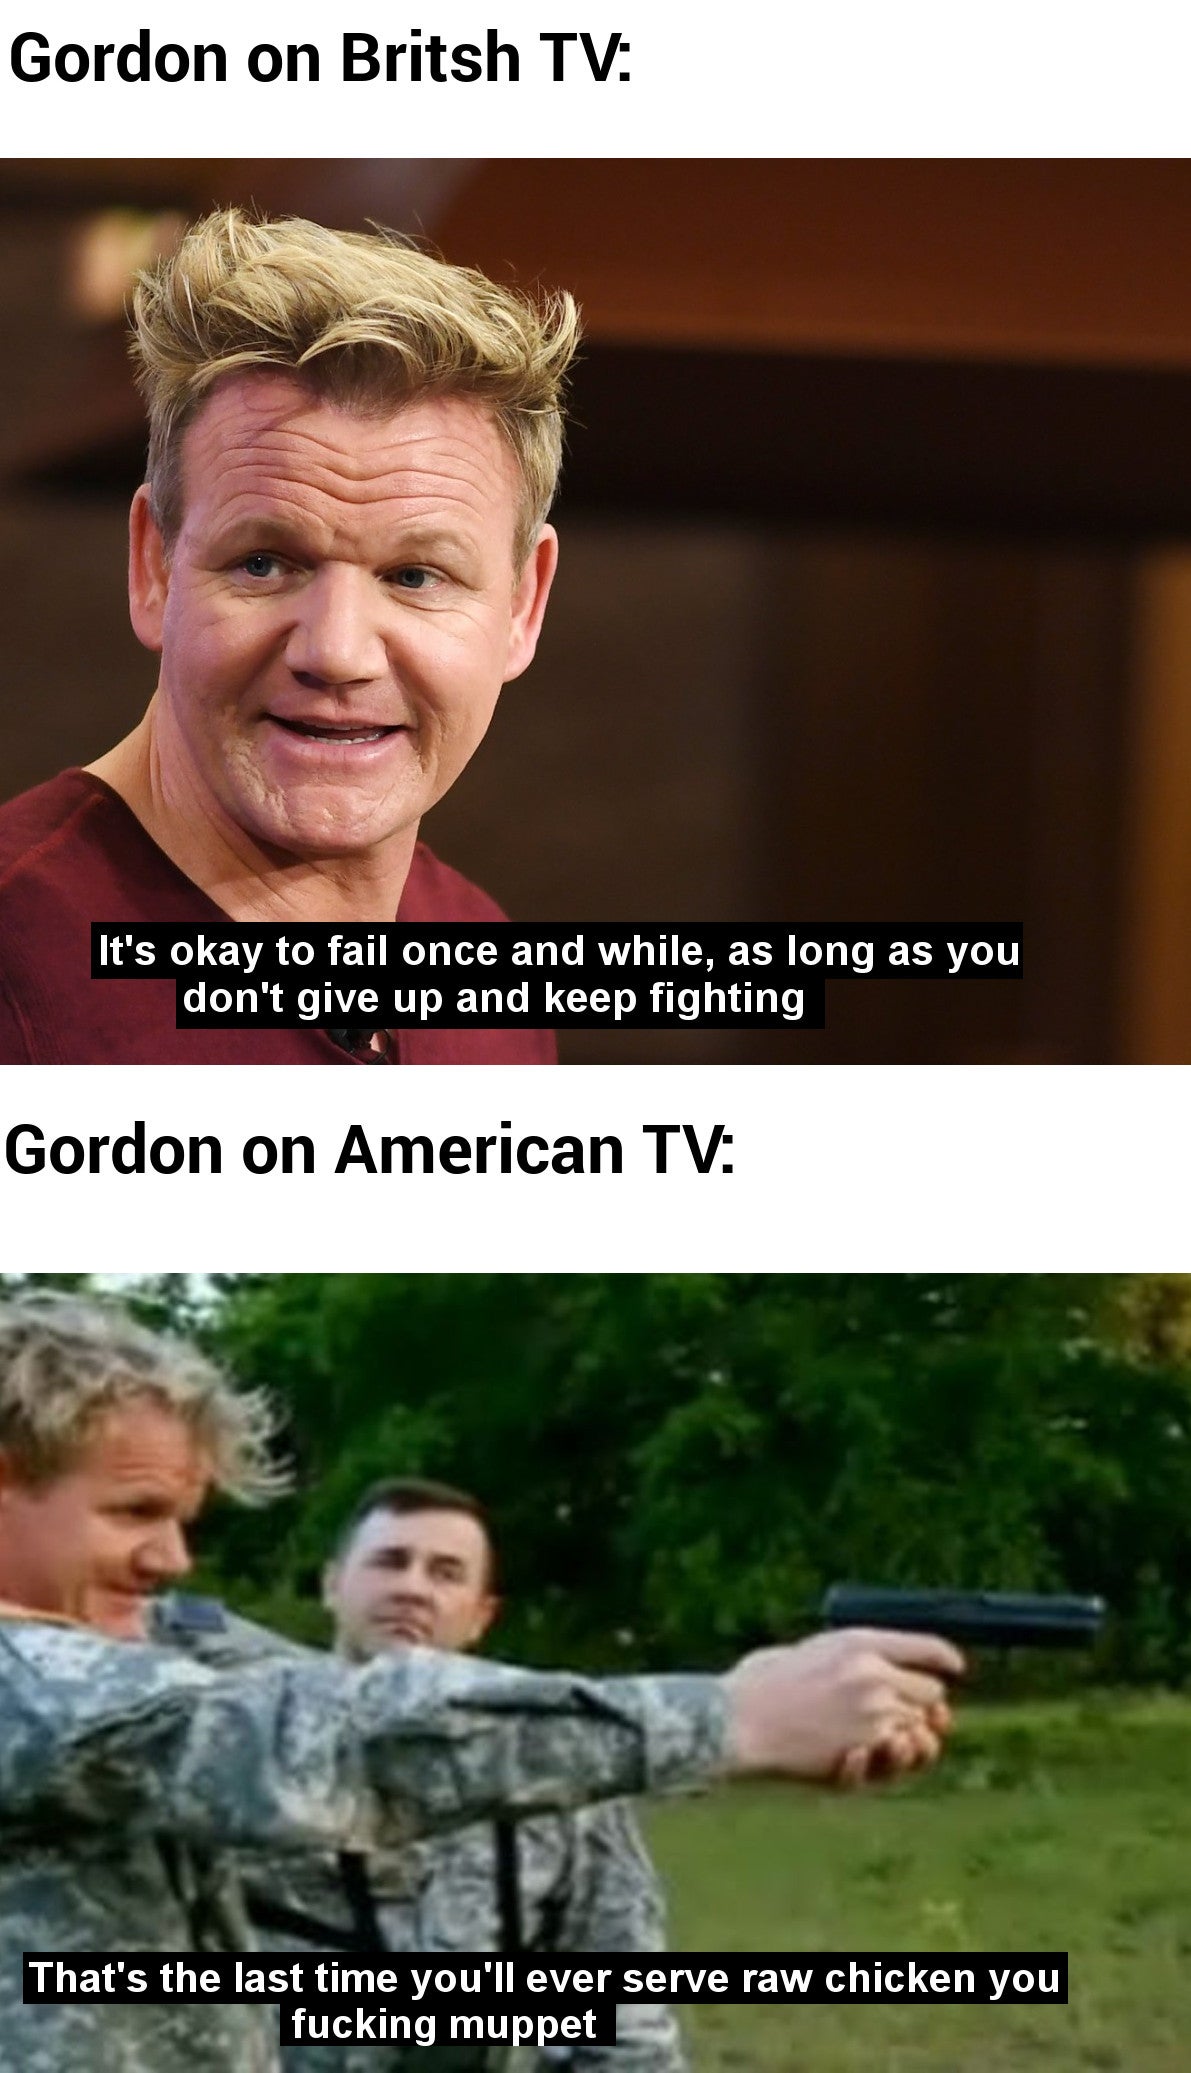 Gordon on Britsh TV:
It's okay to fail once and while, as long as you
don't give up and keep fighting
Gordon on American TV:
That's the last time you'll ever serve raw chicken you
fucking muppet